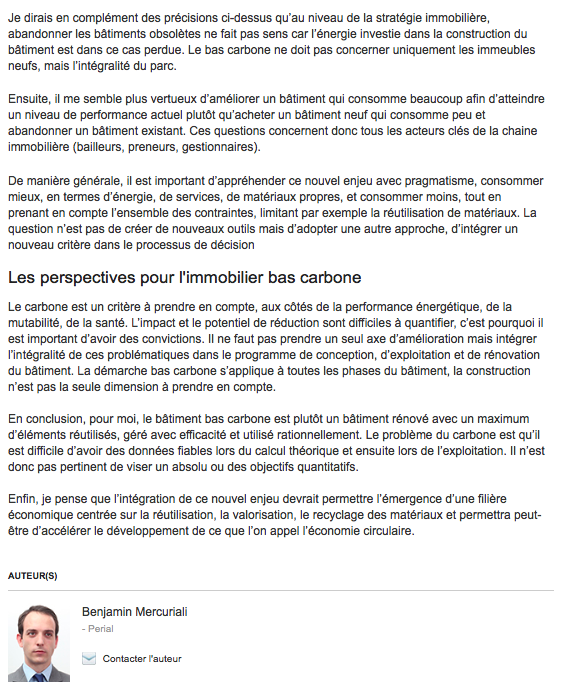 Je dirais en complément des précisions ci-dessus qu'au niveau de la stratégie immobilière,
abandonner les bâtiments obsolètes ne fait pas sens car l'énergie investie dans la construction du
bâtiment est dans ce cas perdue. Le bas carbone ne doit pas concerner uniquement les immeubles
neufs, mais l'intégralité du parc.
Ensuite, il me semble plus vertueux d'améliorer un bâtiment qui consomme beaucoup afin d'atteindre
un niveau de performance actuel plutôt qu'acheter un bâtiment neuf qui consomme peu et
abandonner un bâtiment existant. Ces questions concernent donc tous les acteurs clés de la chaine
immobilière (bailleurs, preneurs, gestionnaires).
De manière générale, il est important d'appréhender ce nouvel enjeu avec pragmatisme, consommer
mieux, en termes d'énergie, de services, de matériaux propres, et consommer moins, tout en
prenant en compte l'ensemble des contraintes, limitant par exemple la réutilisation de matériaux. La
question n'est pas de créer de nouveaux outils mais d'adopter une autre approche, d'intégrer un
nouveau critère dans le processus de décision
Les perspectives pour l'immobilier bas carbone
Le carbone est un critère à prendre en compte, aux côtés de la performance énergétique, de la
mutabilité, de la santé. L'impact et le potentiel de réduction sont difficiles à quantifier, c'est pourquoi il
est important d'avoir des convictions. Il ne faut pas prendre un seul axe d'amélioration mais intégrer
l'intégralité de ces problématiques dans le programme de conception, d'exploitation et de rénovation
du bâtiment. La démarche bas carbone s'applique à toutes les phases du bâtiment, la construction
n'est pas la seule dimension à prendre en compte.
En conclusion, pour moi, le bâtiment bas carbone est plutôt un bâtiment rénové avec un maximum
d'éléments réutilisés, géré avec efficacité et utilisé rationnellement. Le problème du carbone est qu'il
est difficile d'avoir des données fiables lors du calcul théorique et ensuite lors de l'exploitation. Il n'est
donc pas pertinent de viser un absolu ou des objectifs quantitatifs.
Enfin, je pense que l'intégration de ce nouvel enjeu devrait permettre l'émergence d'une filière
économique centrée sur la réutilisation, la valorisation, le recyclage des matériaux et permettra peut-
être d'accélérer le développement de ce que l'on appel l'économie circulaire.
AUTEUR(S)
Benjamin Mercuriali
- Perial
Contacter l'auteur